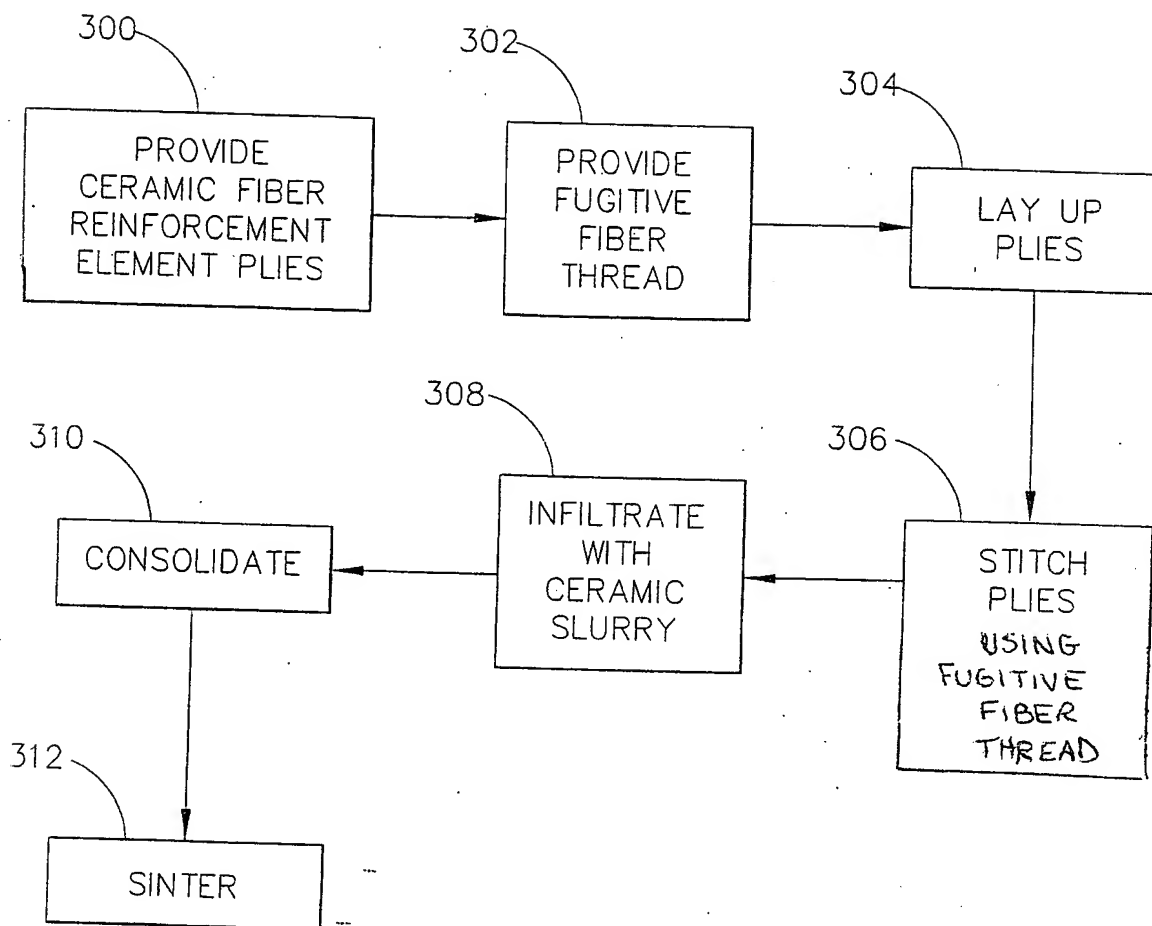 300
PROVIDE
CERAMIC FIBER
REINFORCEMENT
ELEMENT PLIES
302
PROVIDE
FUGITIVE
FIBER
THREAD
304
LAY UP
PLIES
306
STITCH
PLIES
USING
FUGITIVE
FIBER
THREAD
308
INFILTRATE
WITH
CERAMIC
SLURRY
310
CONSOLIDATE
312
SINTER